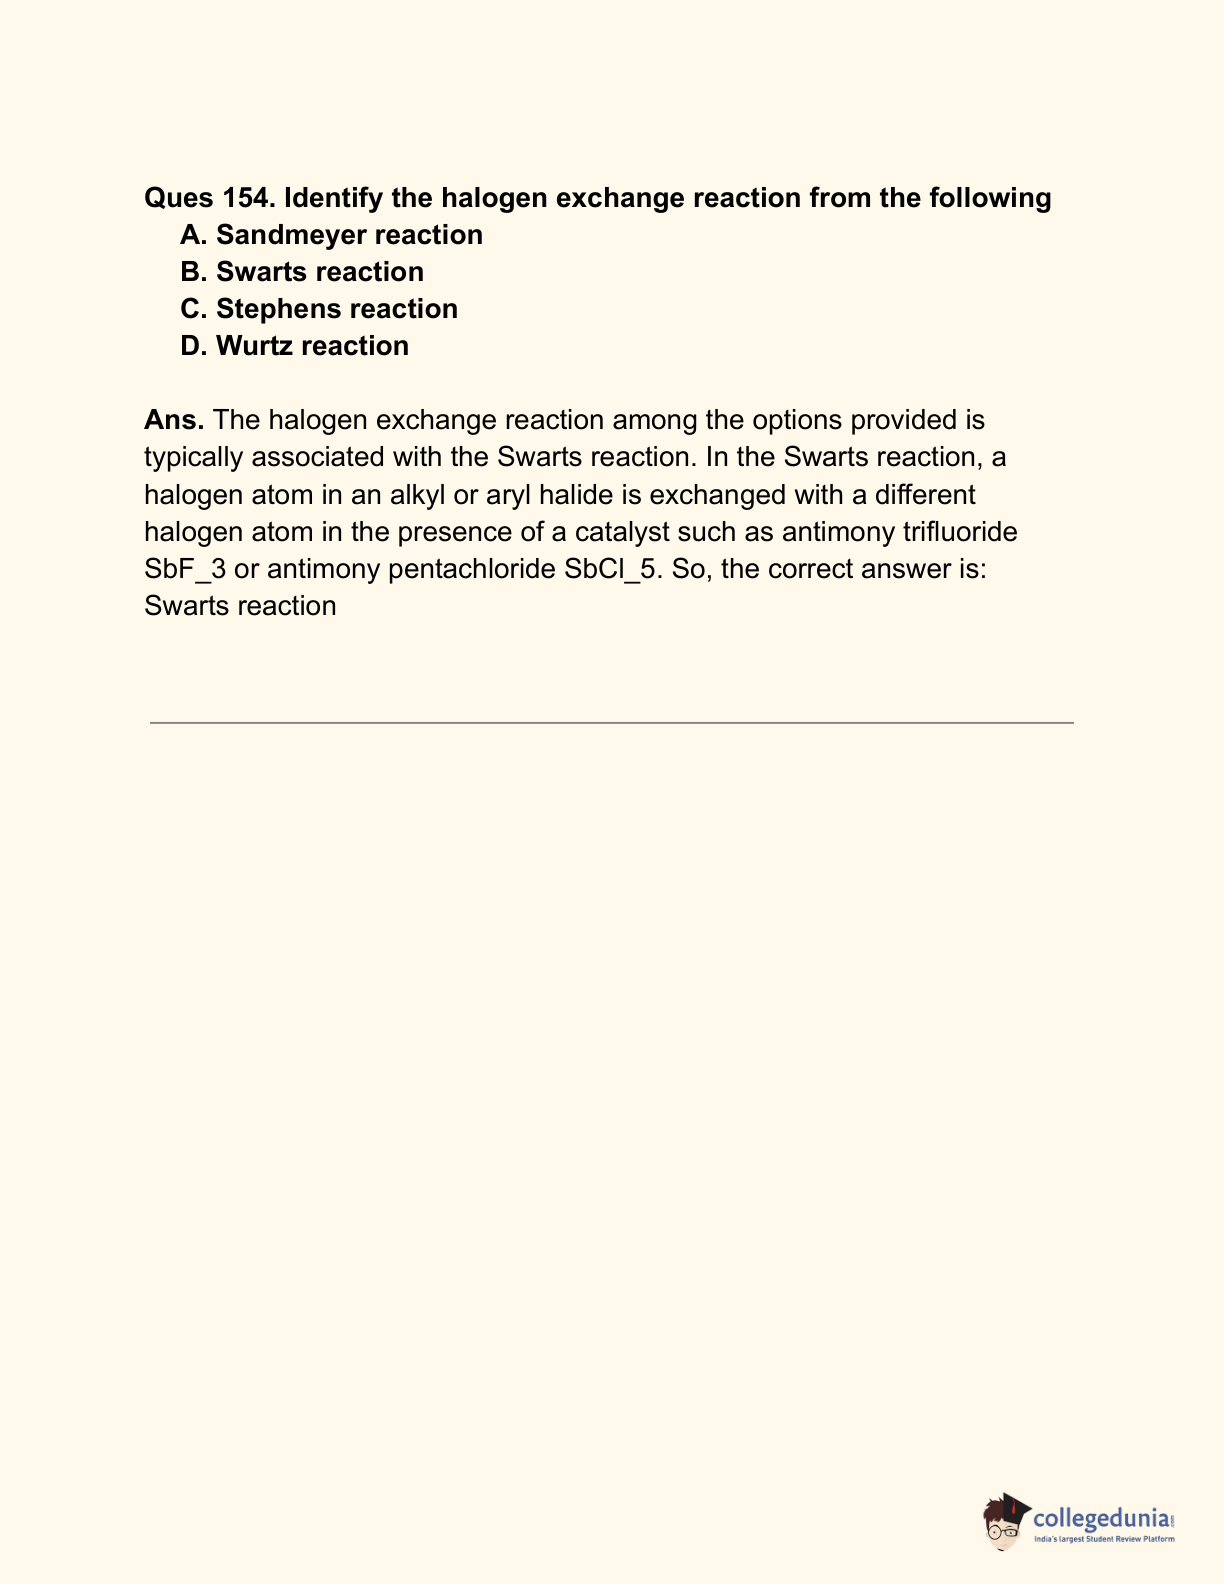 Ques 154. Identify the halogen exchange reaction from the following
A. Sandmeyer reaction
B. Swarts reaction
C. Stephens reaction
D. Wurtz reaction
Ans. The halogen exchange reaction among the options provided is
typically associated with the Swarts reaction. In the Swarts reaction, a
halogen atom in an alkyl or aryl halide is exchanged with a different
halogen atom in the presence of a catalyst such as antimony trifluoride
SbF_3 or antimony pentachloride SbCl_5. So, the correct answer is:
Swarts reaction
collegedunia.com
India's largest Student Review Platform